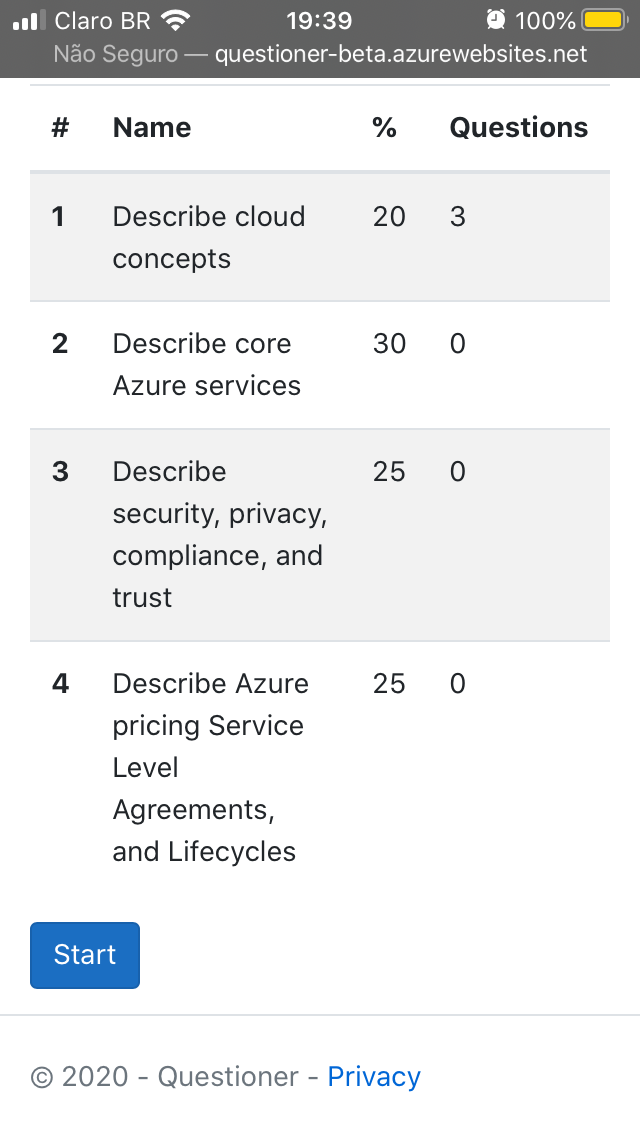 Claro BR 19:39 100%
Não Seguro — questioner-beta.azurewebsites.net
# Name % Questions
1 Describe cloud 20 3
concepts
2 Describe core 30 0
Azure services
3 Describe 25 0
security, privacy,
compliance, and
trust
4 Describe Azure 25 0
pricing Service
Level
Agreements,
and Lifecycles
Start
© 2020 - Questioner - Privacy